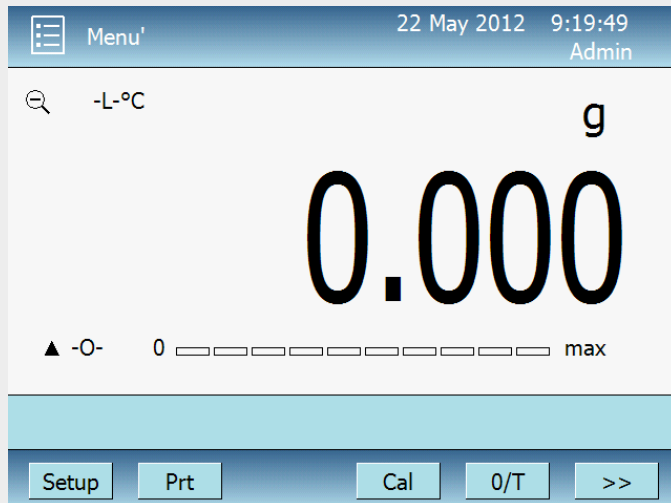 Menu'
22 May 2012 9:19:49
Admin
-L-°C
g
0.000
▲ -O- 0 max
Setup Prt Cal 0/T >>